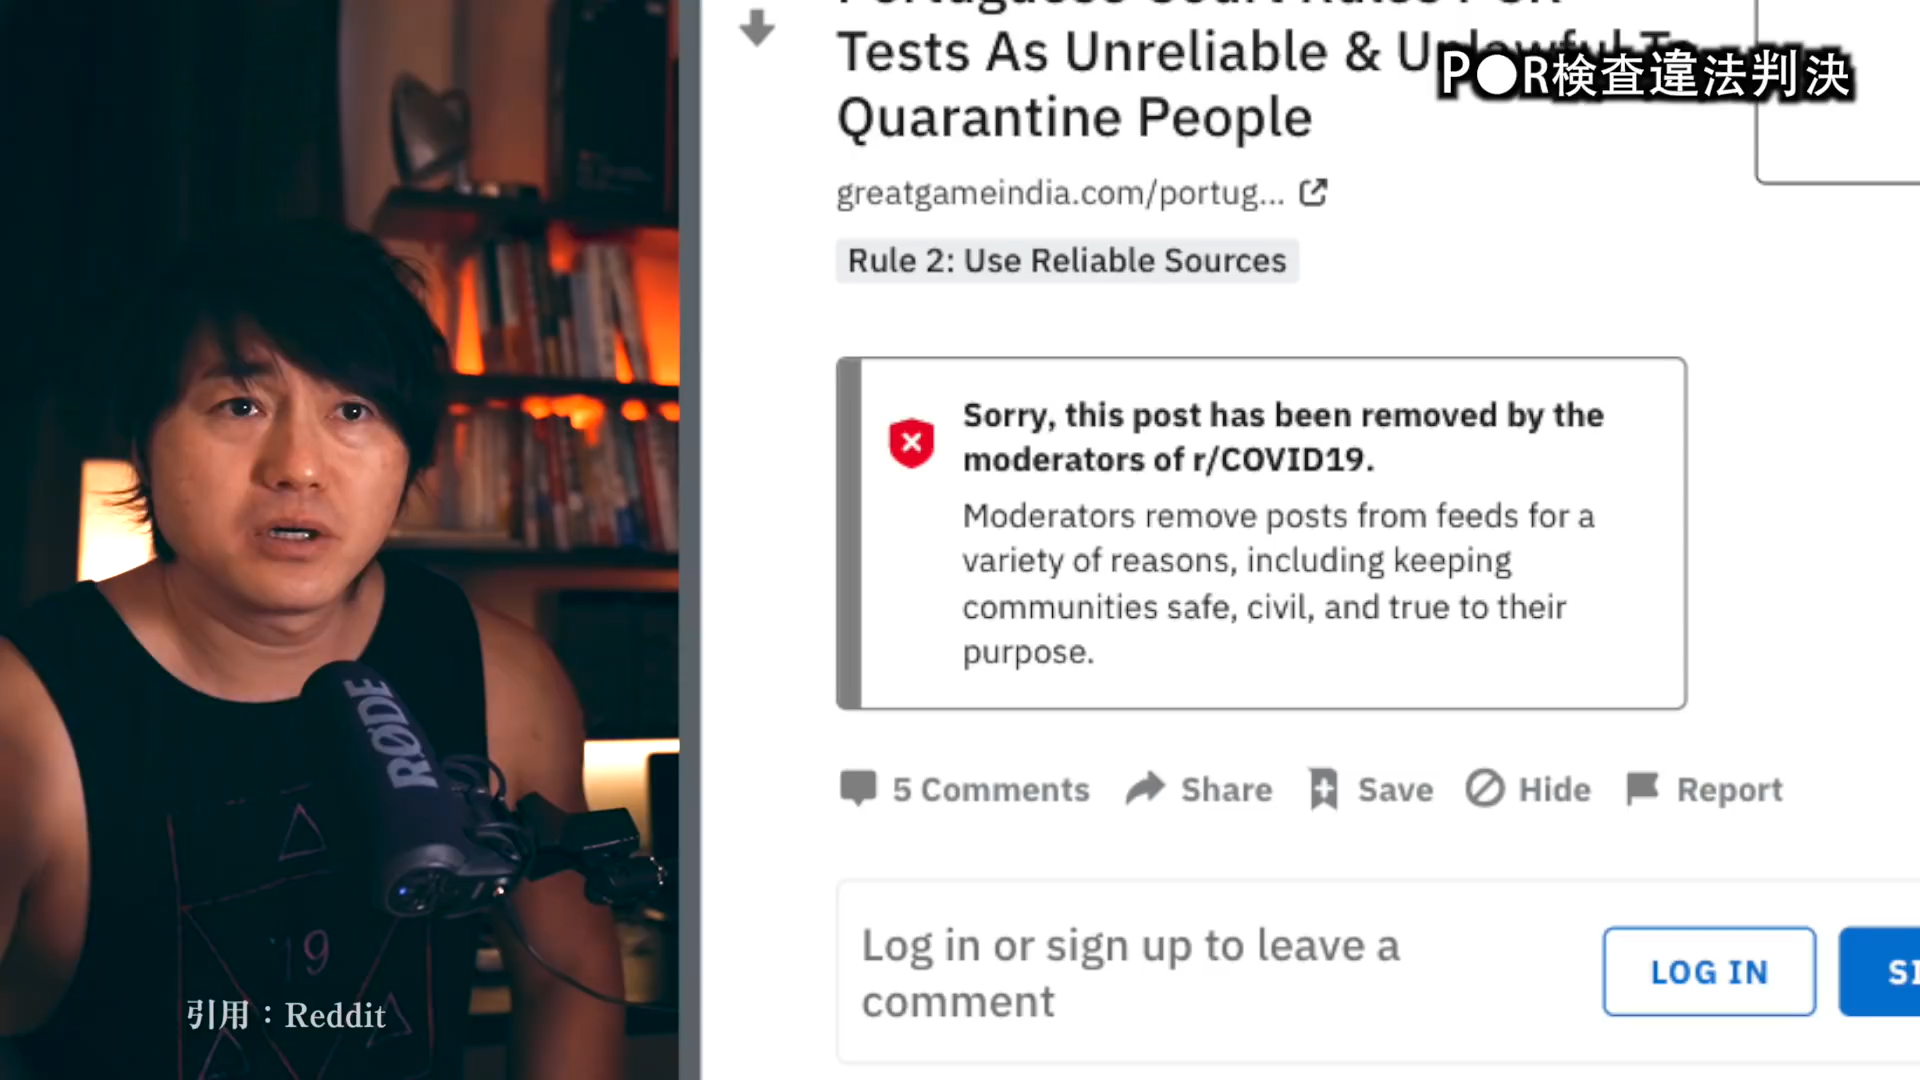 Tests As Unreliable & Unlawful To
P●R検査違法判決
Quarantine People
greatgameindia.com/portug...
Rule 2: Use Reliable Sources
Sorry, this post has been removed by the
moderators of r/COVID19.
Moderators remove posts from feeds for a
variety of reasons, including keeping
communities safe, civil, and true to their
purpose.
5 Comments Share Save Hide Report
Log in or sign up to leave a
comment
LOG IN
RØDE
19
引用：Reddit